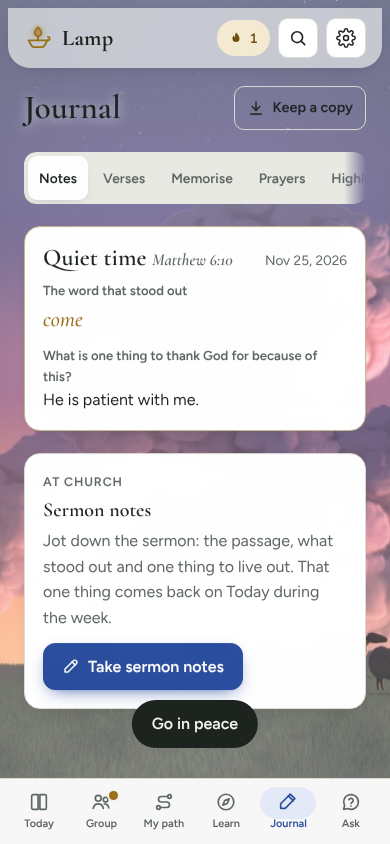 Lamp
1
Journal
Keep a copy
Notes
Verses
Memorise
Prayers
Quiet time Matthew 6:10
Nov 25, 2026
The word that stood out
come
What is one thing to thank God for because of
this?
He is patient with me.
AT CHURCH
Sermon notes
Jot down the sermon: the passage, what
stood out and one thing to live out. That
one thing comes back on Today during
the week.
Take sermon notes
Go in peace
Today
Group
My path
Learn
Journal
Ask